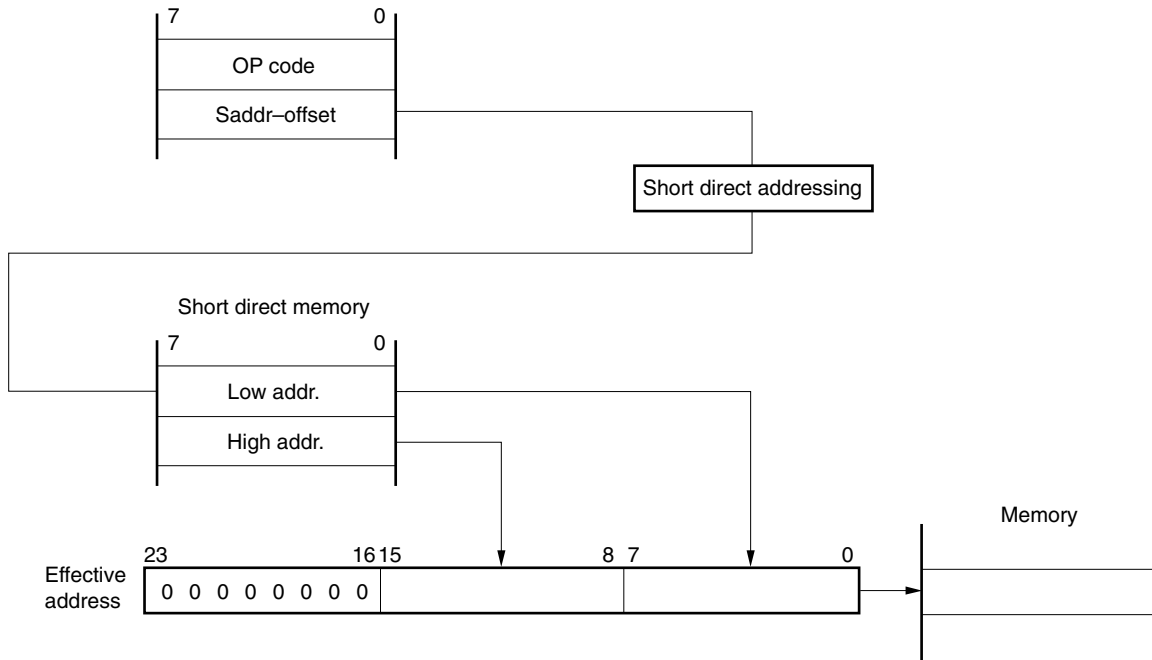 7 0
OP code
Saddr–offset
Short direct addressing
Short direct memory
7 0
Low addr.
High addr.
Memory
23 16 15 8 7 0
Effective
address
0 0 0 0 0 0 0 0